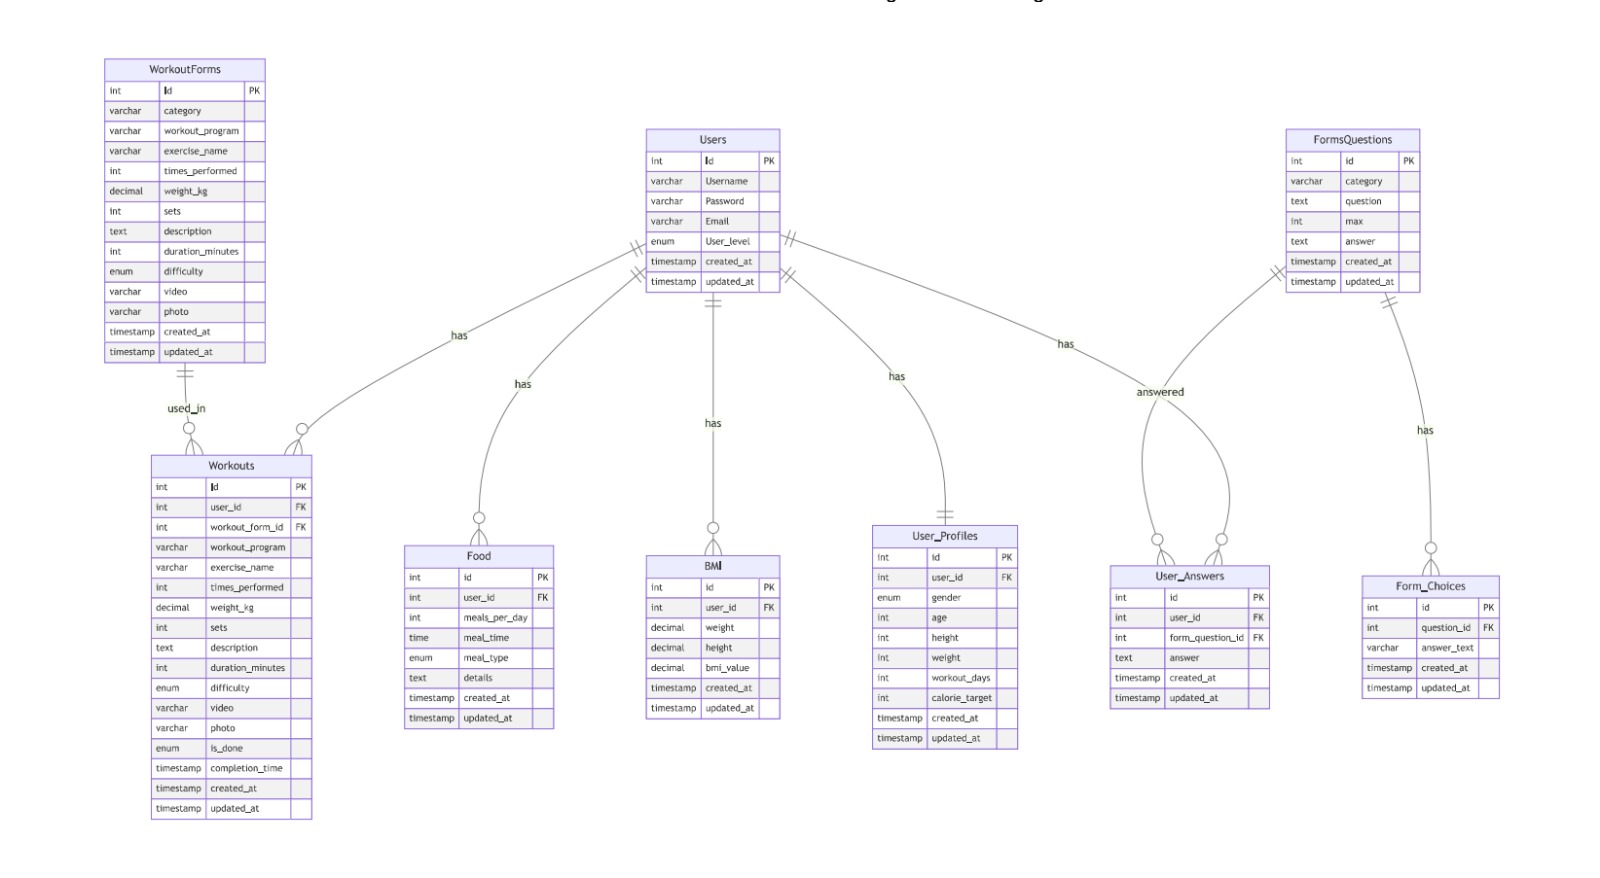 WorkoutForms
int Id PK
varchar category
varchar workout_program
varchar exercise_name
int times_performed
decimal weight_kg
int sets
text description
int duration_minutes
enum difficulty
varchar video
varchar photo
timestamp created_at
timestamp updated_at
Users
int Id PK
varchar Username
varchar Password
varchar Email
enum User_level
timestamp created_at
timestamp updated_at
FormsQuestions
int id PK
varchar category
text question
int max
text answer
timestamp created_at
timestamp updated_at
used_in
has
has
has
has
has
answered
has
Workouts
int Id PK
int user_id FK
int workout_form_id FK
varchar workout_program
varchar exercise_name
int times_performed
decimal weight_kg
int sets
text description
int duration_minutes
enum difficulty
varchar video
varchar photo
enum is_done
timestamp completion_time
timestamp created_at
timestamp updated_at
Food
int id PK
int user_id FK
int meals_per_day
time meal_time
enum meal_type
text details
timestamp created_at
timestamp updated_at
BMI
int id PK
int user_id FK
decimal weight
decimal height
decimal bmi_value
timestamp created_at
timestamp updated_at
User_Profiles
int id PK
int user_id FK
enum gender
int age
int height
int weight
int workout_days
int calorie_target
timestamp created_at
timestamp updated_at
User_Answers
int id PK
int user_id FK
int form_question_id FK
text answer
timestamp created_at
timestamp updated_at
Form_Choices
int id PK
int question_id FK
varchar answer_text
timestamp created_at
timestamp updated_at